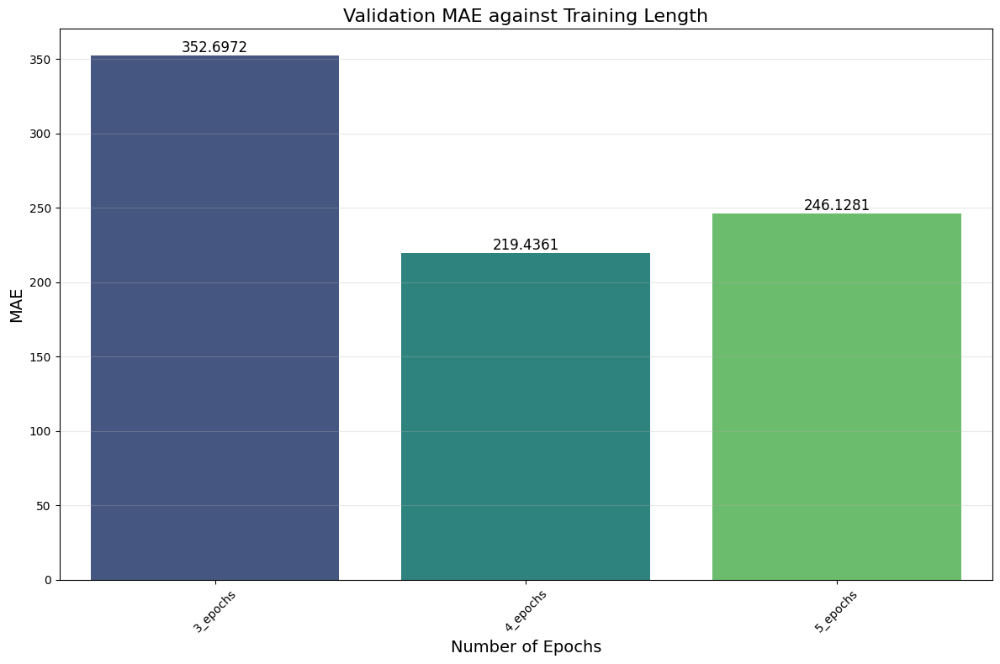 Validation MAE against Training Length
352.6972
219.4361
246.1281
MAE
350
300
250
200
150
100
50
0
3_epochs
4_epochs
5_epochs
Number of Epochs